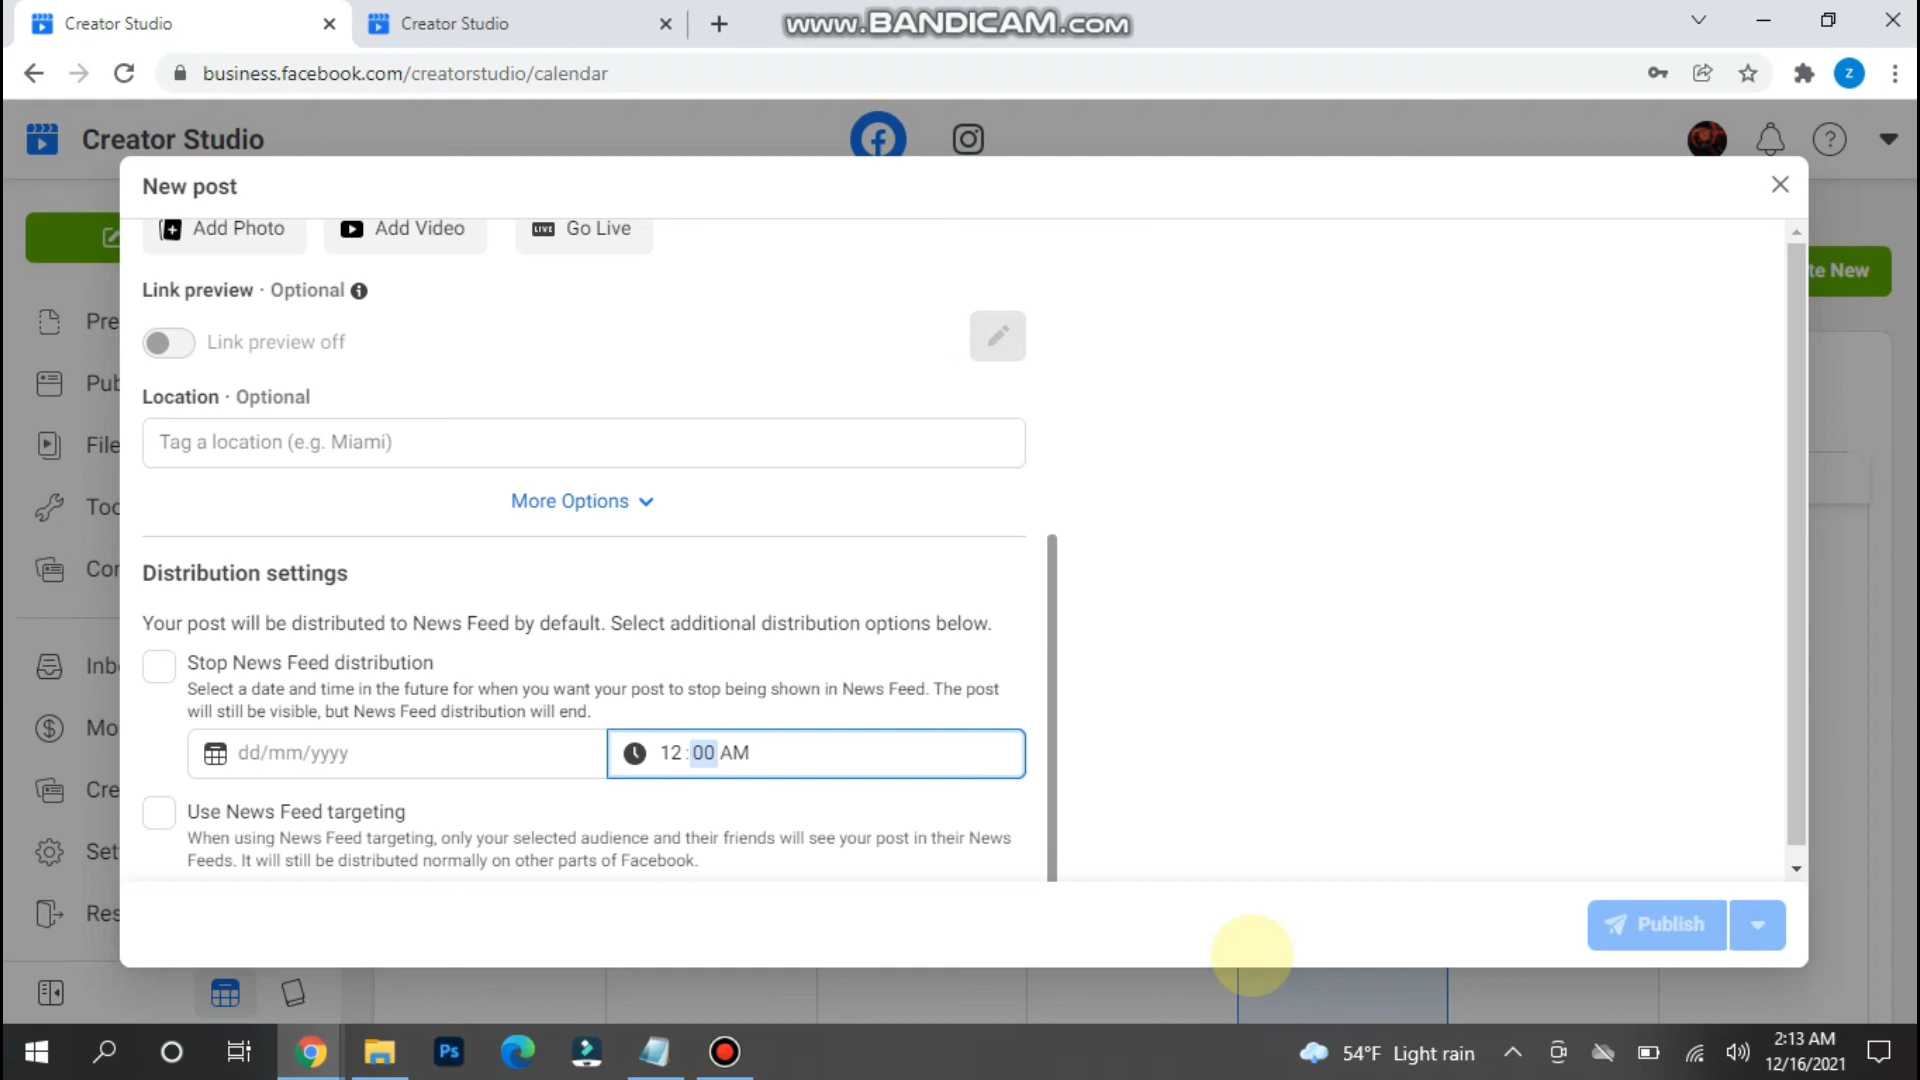 Creator Studio
Creator Studio
www.BANDICAM.com
business.facebook.com/creatorstudio/calendar
z
Creator Studio
New post
Add Photo
Add Video
LIVE Go Live
te New
Link preview · Optional
Pre
Link preview off
Pub
Location · Optional
File
Tag a location (e.g. Miami)
Too
More Options
Con
Distribution settings
Your post will be distributed to News Feed by default. Select additional distribution options below.
Inb
Stop News Feed distribution
Select a date and time in the future for when you want your post to stop being shown in News Feed. The post
will still be visible, but News Feed distribution will end.
Mo
dd/mm/yyyy
12:00 AM
Cre
Use News Feed targeting
When using News Feed targeting, only your selected audience and their friends will see your post in their News
Feeds. It will still be distributed normally on other parts of Facebook.
Set
Res
Publish
Ps
54°F Light rain
2:13 AM
12/16/2021